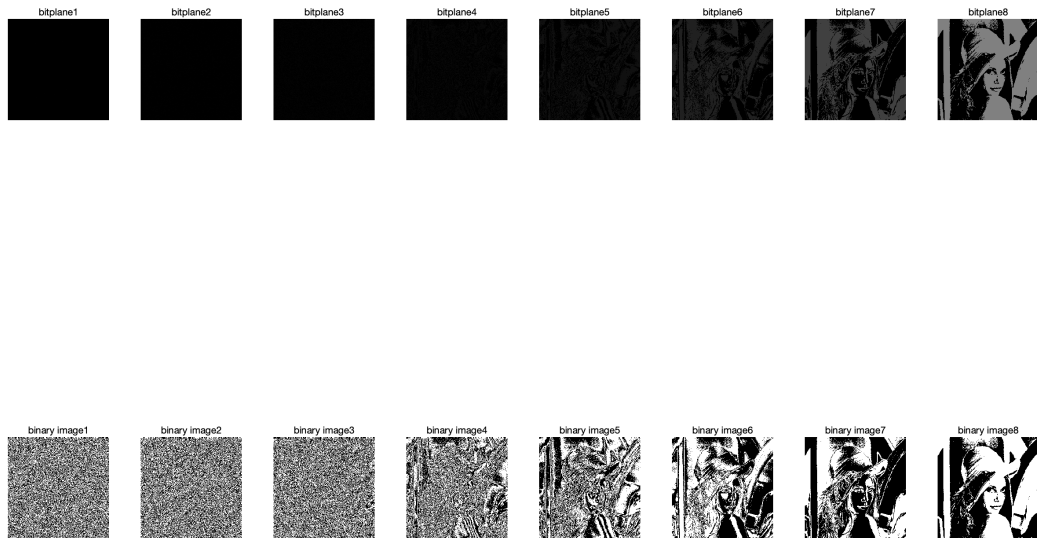 bitplane1
bitplane2
bitplane3
bitplane4
bitplane5
bitplane6
bitplane7
bitplane8
binary image1
binary image2
binary image3
binary image4
binary image5
binary image6
binary image7
binary image8